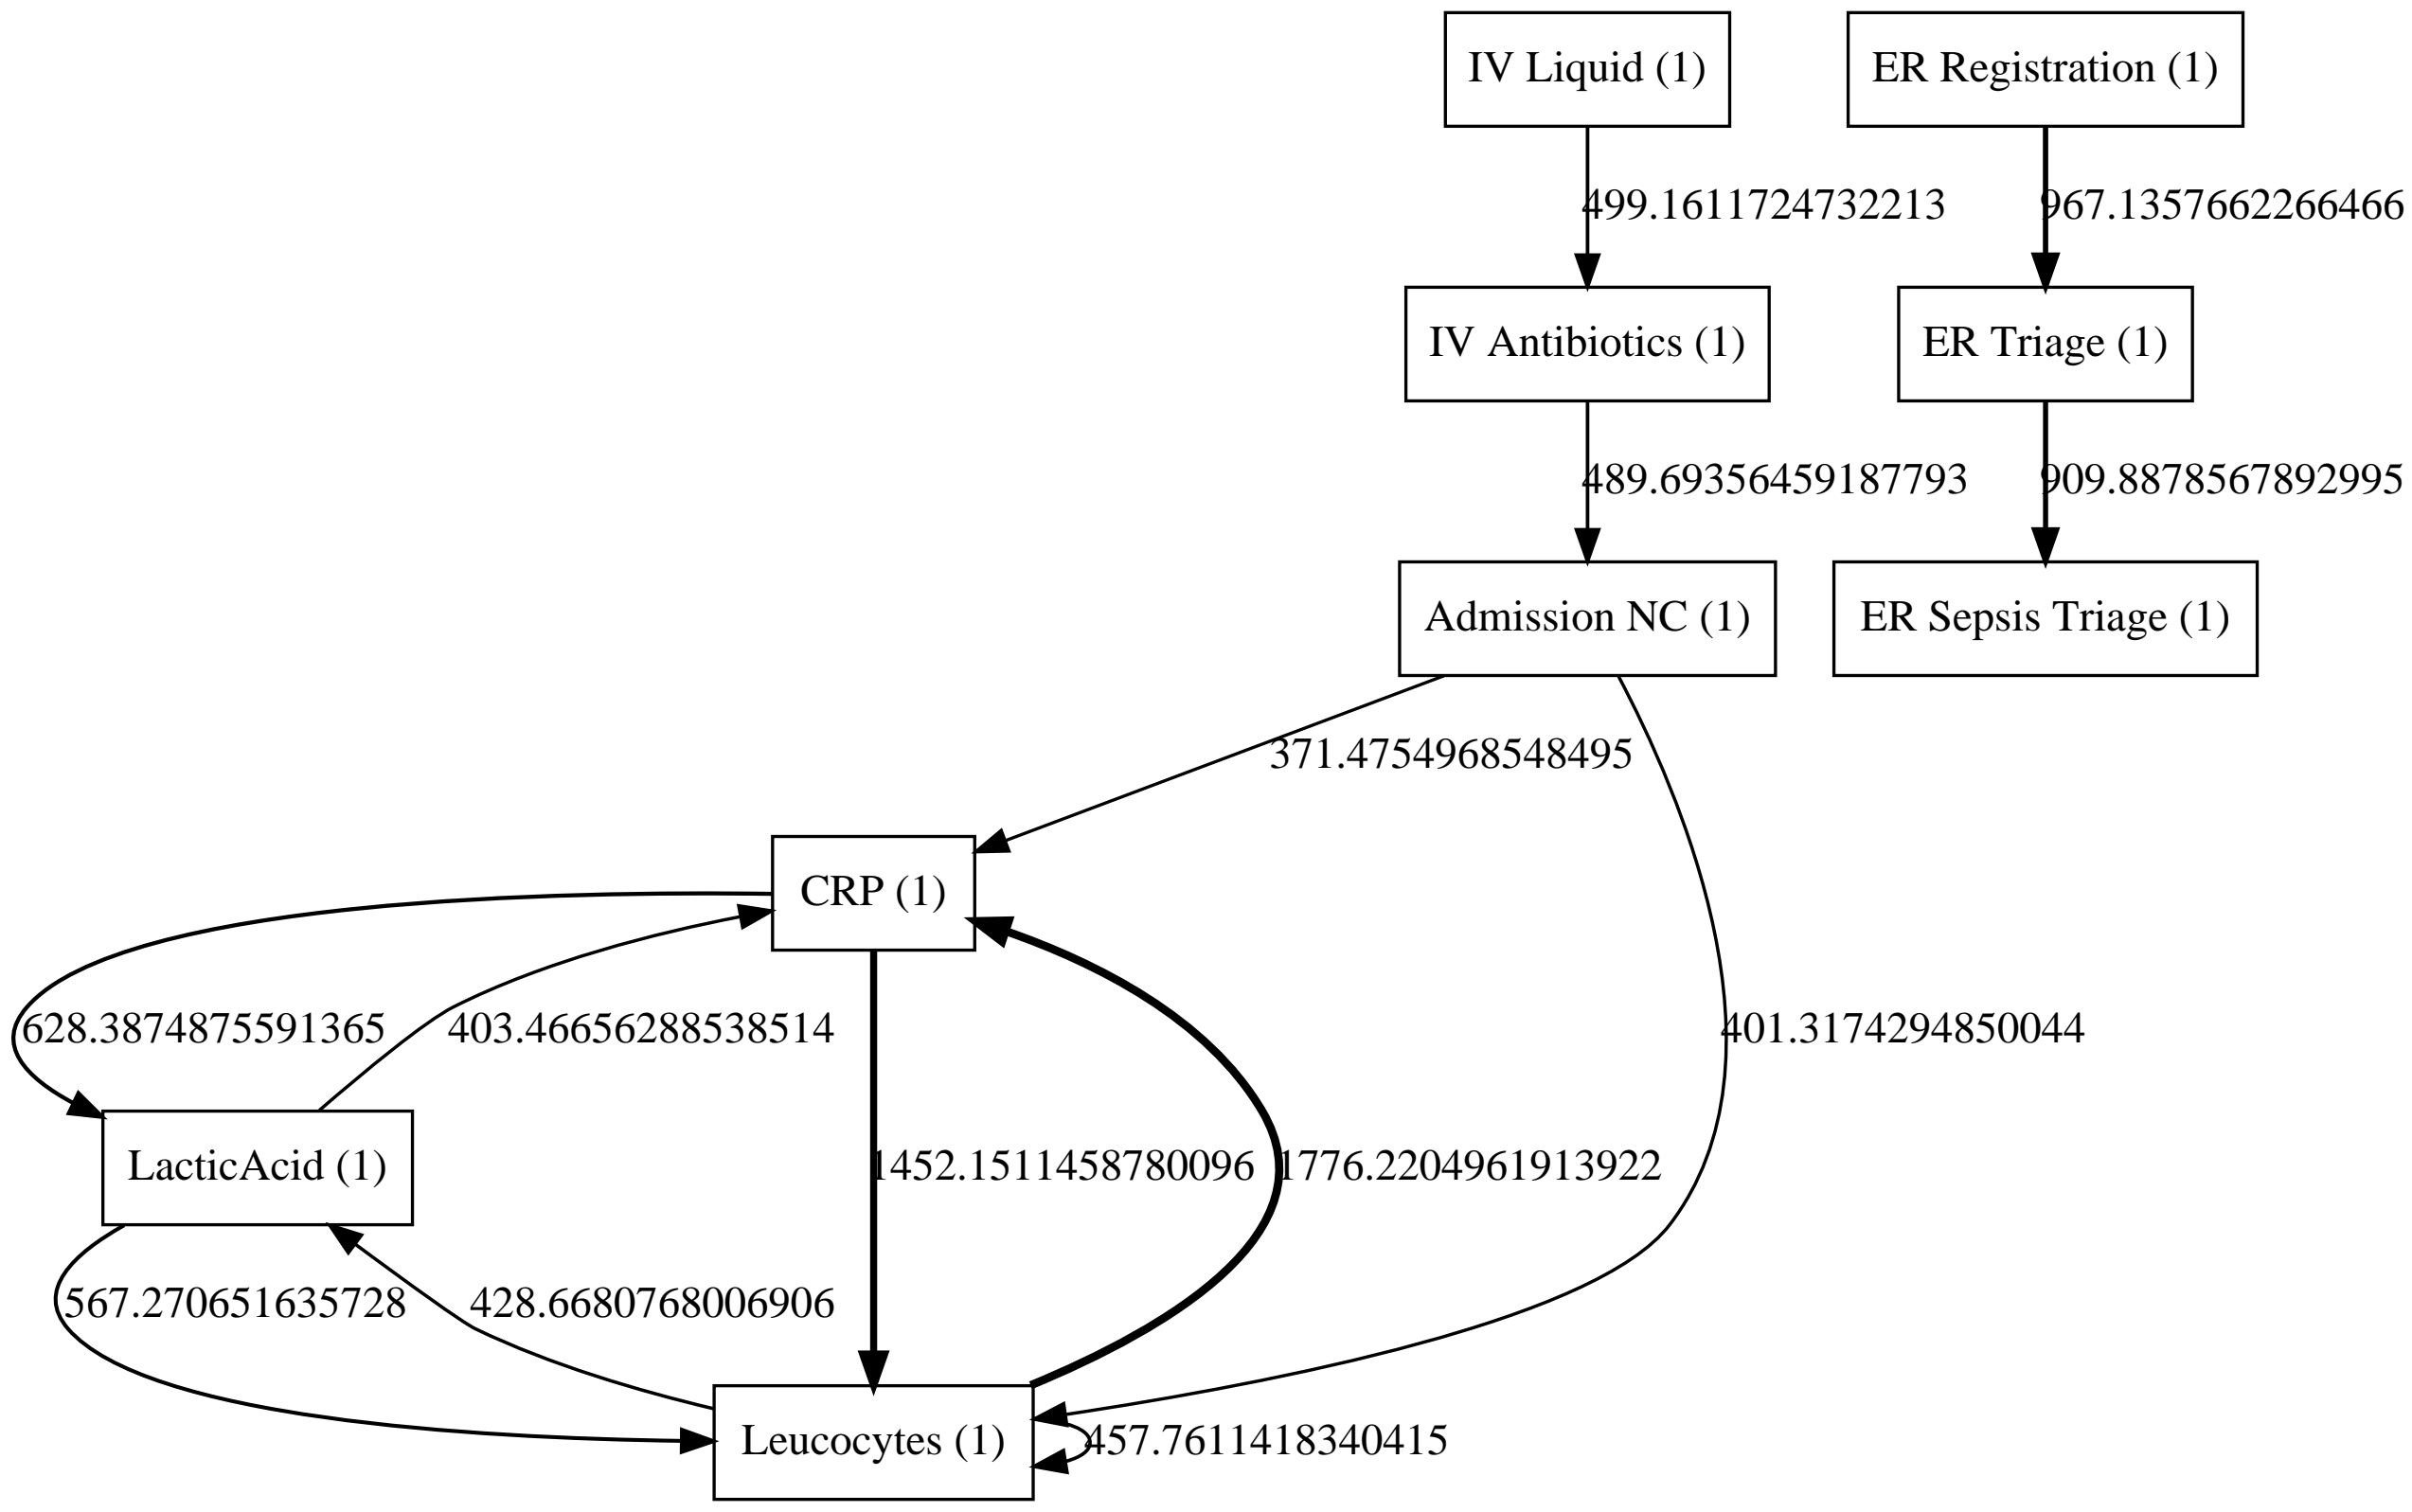 IV Liquid (1)
ER Registration (1)
499.1611724732213
967.1357662266466
IV Antibiotics (1)
ER Triage (1)
489.69356459187793
909.8878567892995
Admission NC (1)
ER Sepsis Triage (1)
371.4754968548495
CRP (1)
628.3874875591365
403.46656288538514
401.3174294850044
LacticAcid (1)
1452.1511458780096
1776.2204961913922
567.270651635728
428.6680768006906
Leucocytes (1)
457.7611418340415